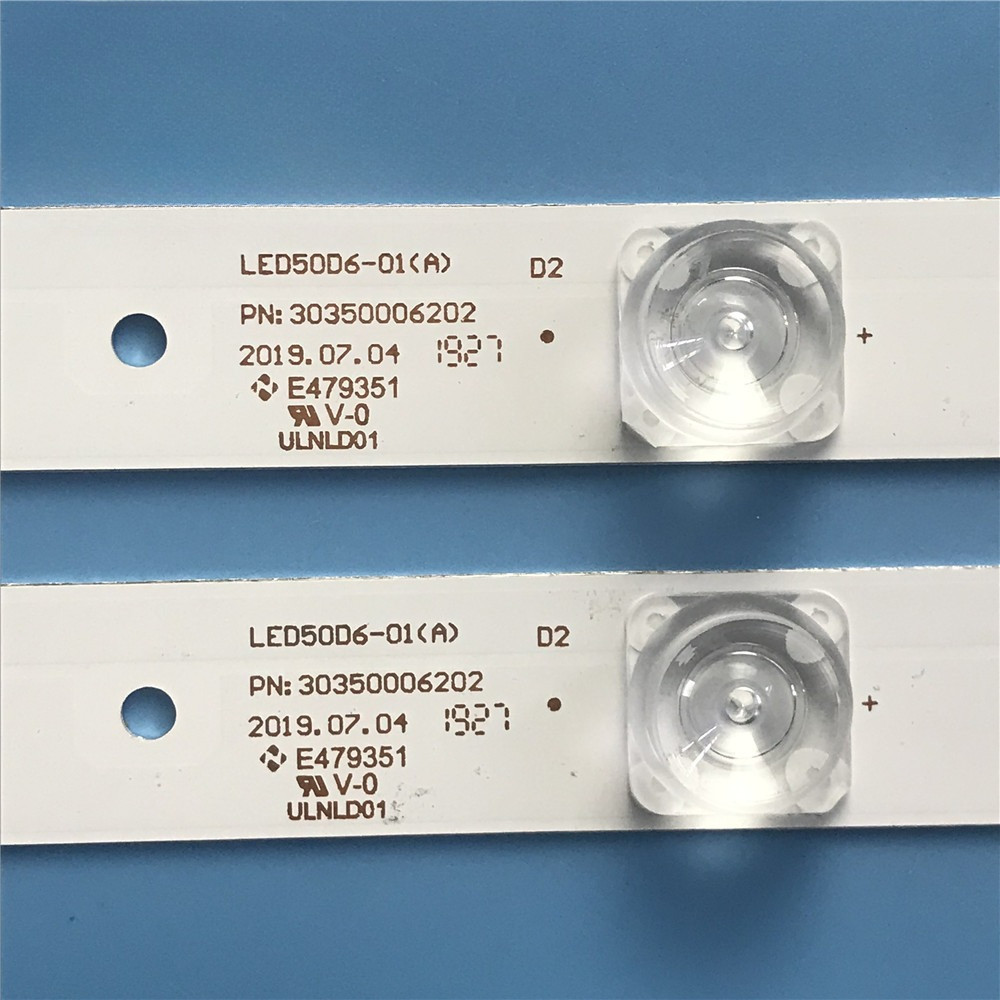 LED50D6-01(A) D2
PN:30350006202
2019.07.04 1927
E479351
V-0
ULNLD01
+
LED50D6-01(A) D2
PN:30350006202
2019.07.04 1927
E479351
V-0
ULNLD01
+